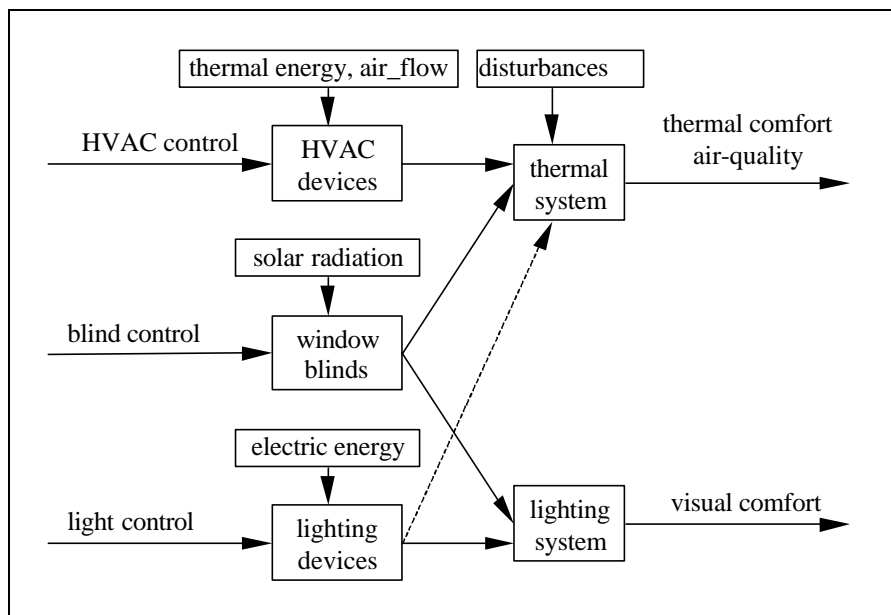 thermal energy, air_flow
disturbances
HVAC control
HVAC
devices
thermal
system
thermal comfort
air-quality
solar radiation
blind control
window
blinds
electric energy
light control
lighting
devices
lighting
system
visual comfort